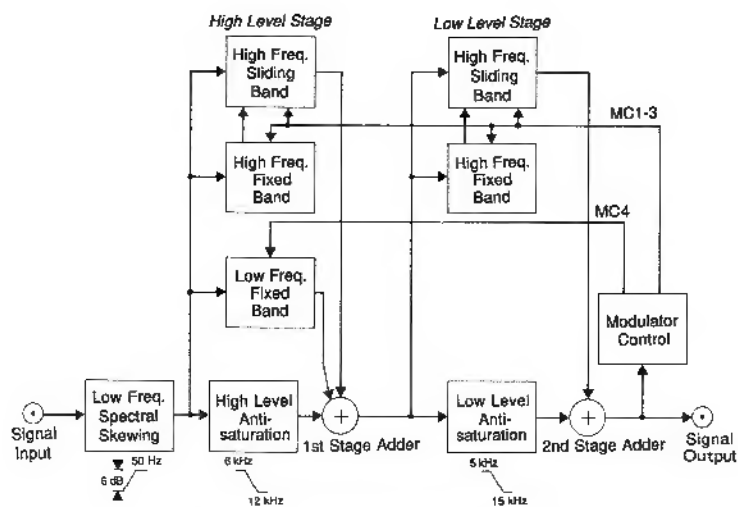 High Level Stage
Low Level Stage
High Freq.
Sliding
Band
High Freq.
Sliding
Band
MC1-3
High Freq.
Fixed
Band
High Freq.
Fixed
Band
MC4
Low Freq.
Fixed
Band
Modulator
Control
Low Freq.
Spectral
Skewing
High Level
Anti-
saturation
+
Low Level
Anti-
saturation
+
Signal
Input
1st Stage Adder
2nd Stage Adder
Signal
Output
50 Hz
6 dB
6 kHz
12 kHz
5 kHz
15 kHz